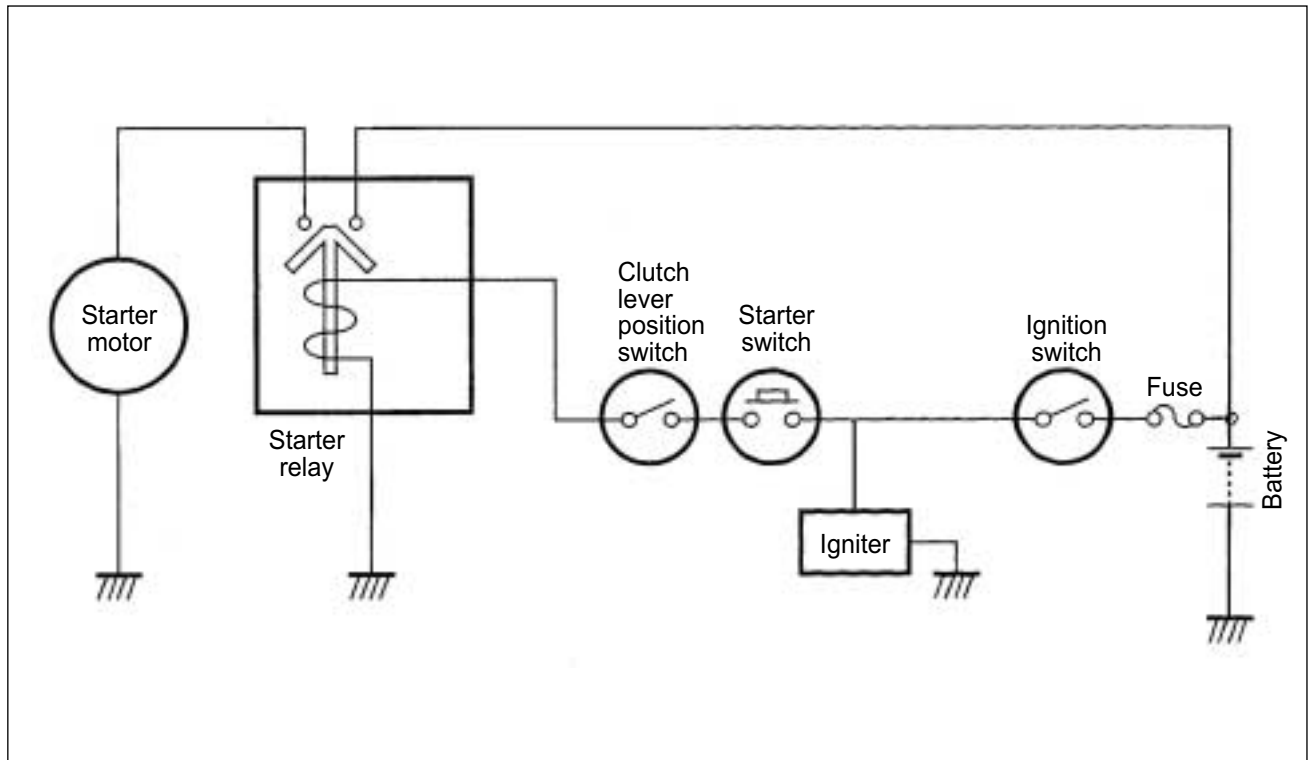 Clutch
lever
position
switch
Starter
switch
Ignition
switch
Fuse
Starter
motor
Starter
relay
Battery
Igniter